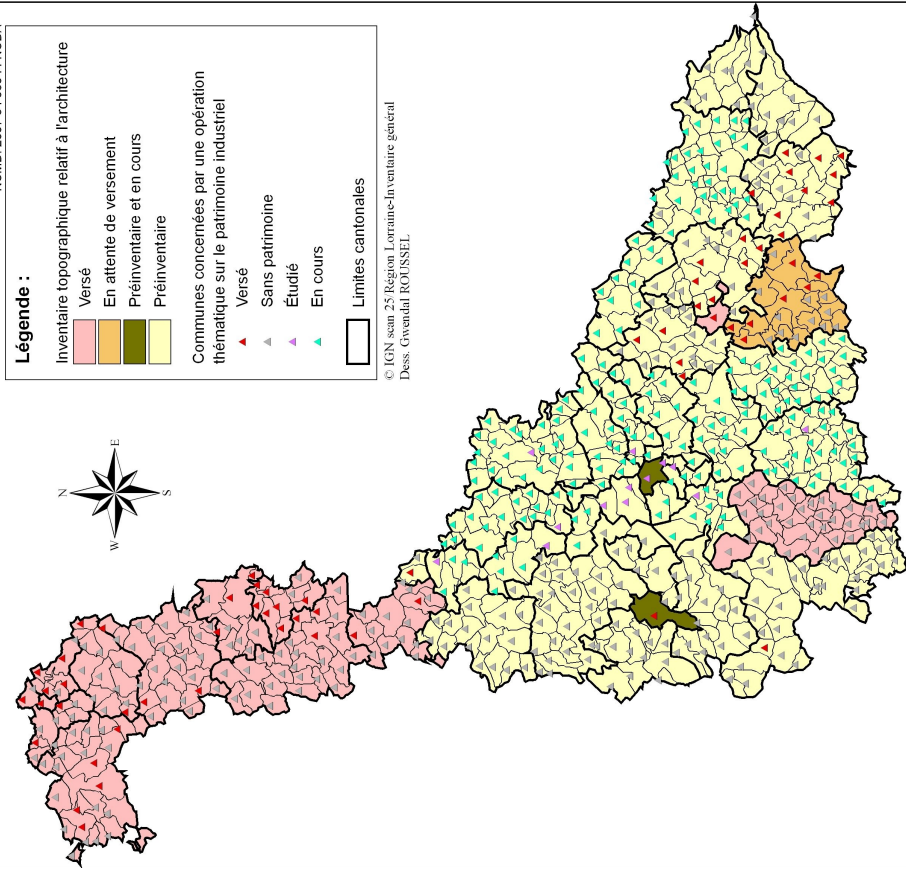 Légende :
Inventaire topographique relatif à l'architecture
Versé
En attente de versement
Préinventaire et en cours
Préinventaire
Communes concernées par une opération
thématique sur le patrimoine industriel
Versé
Sans patrimoine
Étudié
En cours
Limites cantonales
© IGN scan 25/Région Lorraine-Inventaire général
Dess. Gwendal ROUSSEL
N
W
E
S